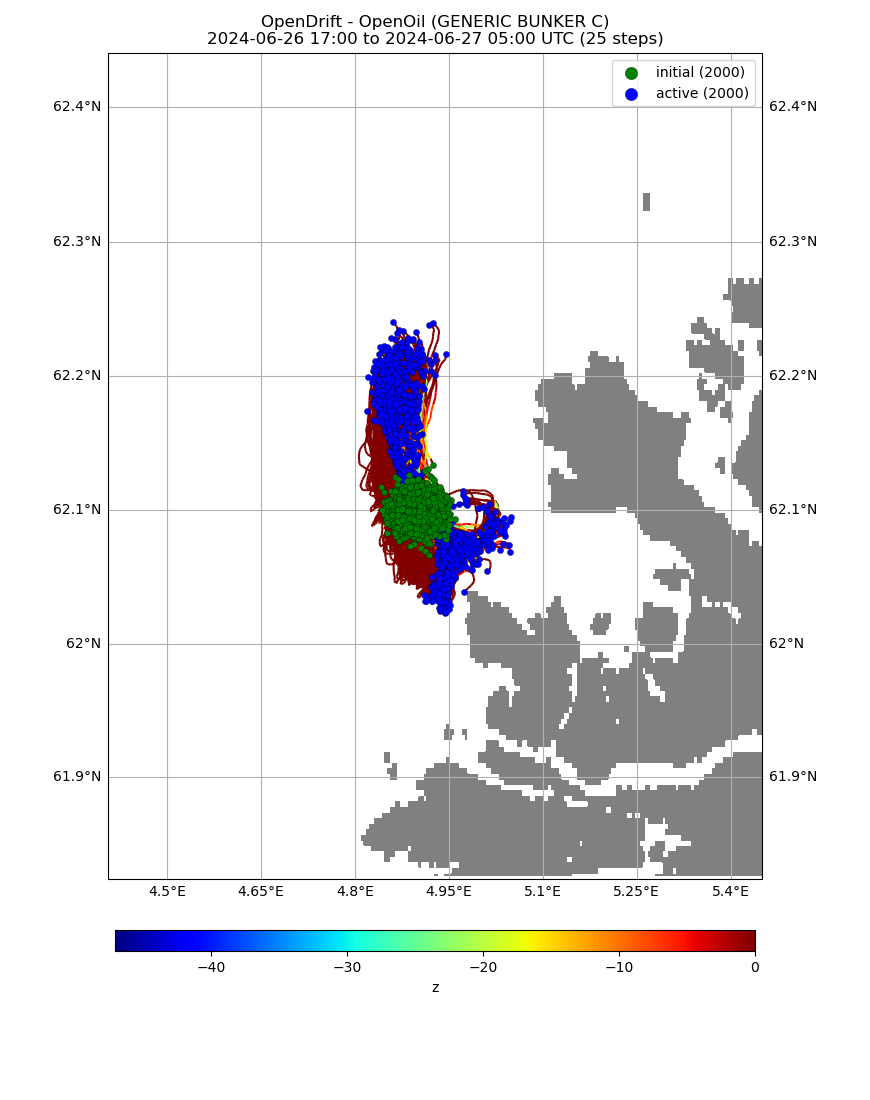 OpenDrift - OpenOil (GENERIC BUNKER C)
2024-06-26 17:00 to 2024-06-27 05:00 UTC (25 steps)
initial (2000)
active (2000)
62.4°N 62.4°N
62.3°N 62.3°N
62.2°N 62.2°N
62.1°N 62.1°N
62°N 62°N
61.9°N 61.9°N
4.5°E 4.65°E 4.8°E 4.95°E 5.1°E 5.25°E 5.4°E
−40 −30 −20 −10 0
z